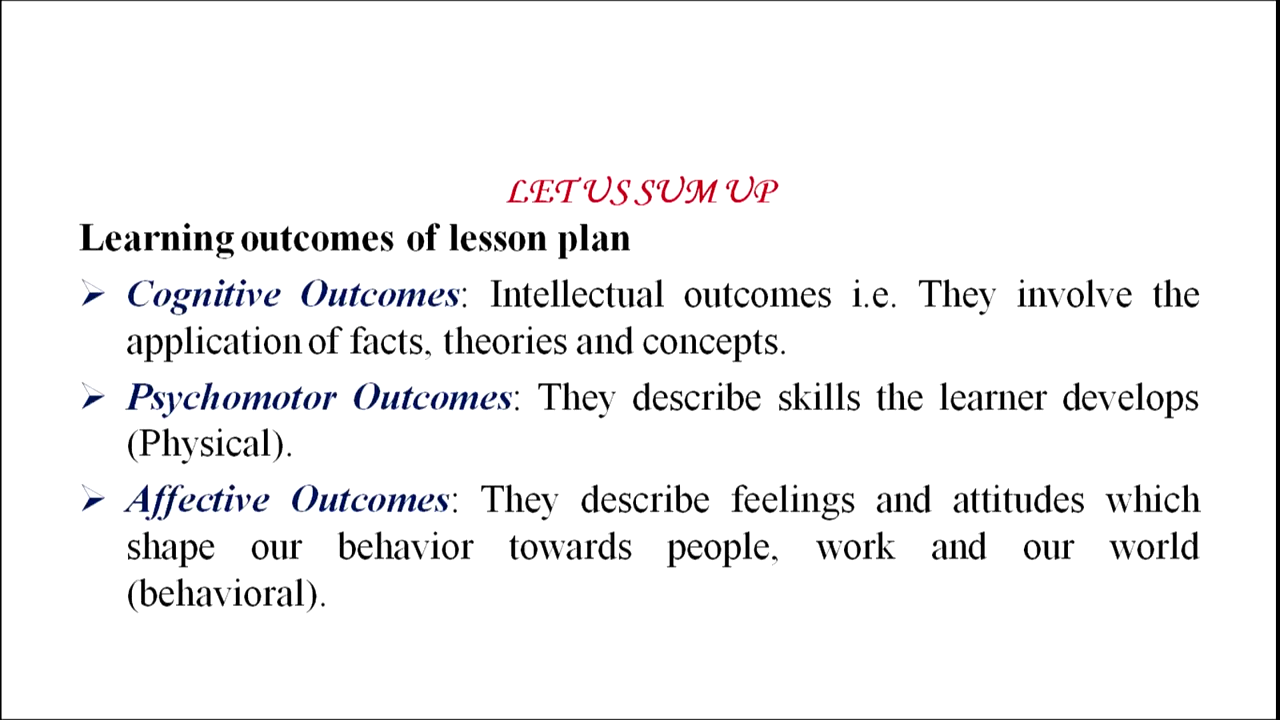 LET US SUM UP
Learning outcomes of lesson plan
➢ Cognitive Outcomes: Intellectual outcomes i.e. They involve the
application of facts, theories and concepts.
➢ Psychomotor Outcomes: They describe skills the learner develops
(Physical).
➢ Affective Outcomes: They describe feelings and attitudes which
shape our behavior towards people, work and our world
(behavioral).